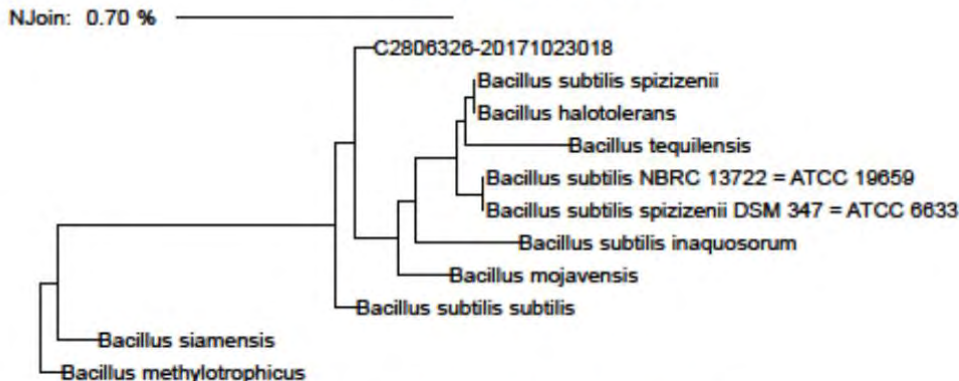 NJoin: 0.70 %
C2806326-20171023018
Bacillus subtilis spizizenii
Bacillus halotolerans
Bacillus tequilensis
Bacillus subtilis NBRC 13722 = ATCC 19659
Bacillus subtilis spizizenii DSM 347 = ATCC 6633
Bacillus subtilis inaquosorum
Bacillus mojavensis
Bacillus subtilis subtilis
Bacillus siamensis
Bacillus methylotrophicus